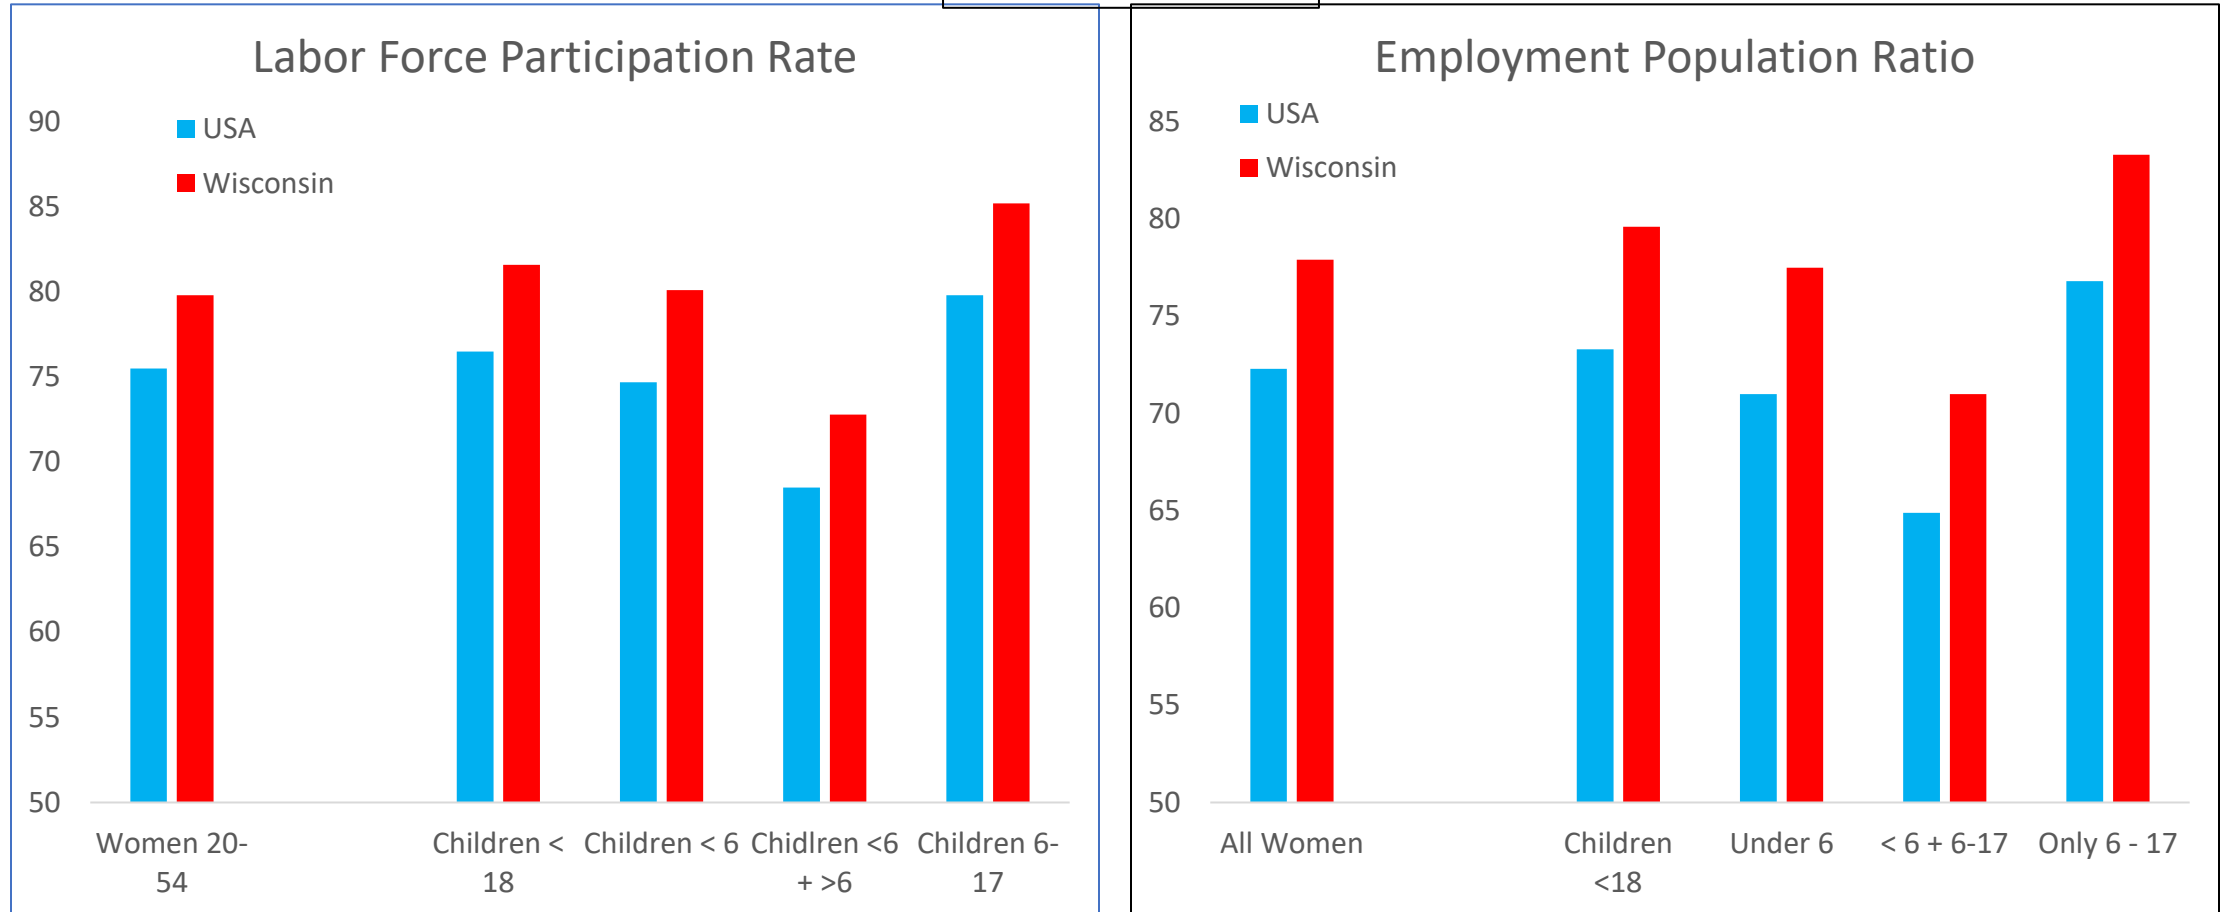 Labor Force Participation Rate
USA
Wisconsin
90
85
80
75
70
65
60
55
50
Women 20-
54
Children <
18
Children < 6
Chidlren <6
+ >6
Children 6-
17
Employment Population Ratio
USA
Wisconsin
85
80
75
70
65
60
55
50
All Women
Children
<18
Under 6
< 6 + 6-17
Only 6 - 17